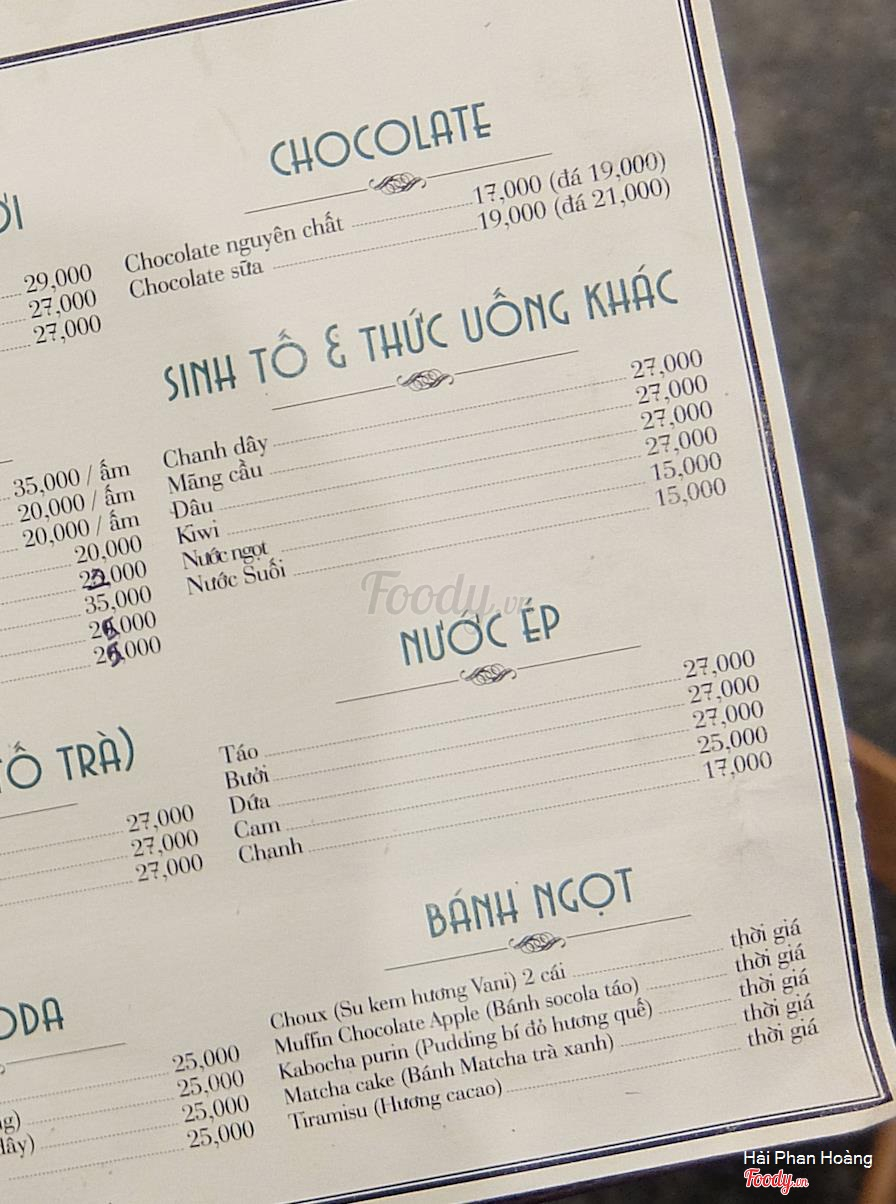 CHOCOLATE
Chocolate nguyên chất 17,000 (đá 19,000)
Chocolate sữa 19,000 (đá 21,000)
SINH TỐ & THỨC UỐNG KHÁC
Chanh dây 27,000
Mãng cầu 27,000
Dâu 27,000
Kiwi 27,000
Nước ngọt 15,000
Nước Suối 15,000
NƯỚC ÉP
Táo 27,000
Bưởi 27,000
Dứa 27,000
Cam 25,000
Chanh 17,000
BÁNH NGỌT
Choux (Su kem hương Vani) 2 cái thời giá
Muffin Chocolate Apple (Bánh socola táo) thời giá
Kabocha purin (Pudding bí đỏ hương quế) thời giá
Matcha cake (Bánh Matcha trà xanh) thời giá
Tiramisu (Hương cacao) thời giá
29,000
27,000
27,000
35,000 / ấm
20,000 / ấm
20,000 / ấm
20,000
35,000
TỐ TRÀ)
27,000
27,000
27,000
ODA
25,000
25,000
25,000
25,000
Foody.vn
Hải Phan Hoàng
Foody.vn